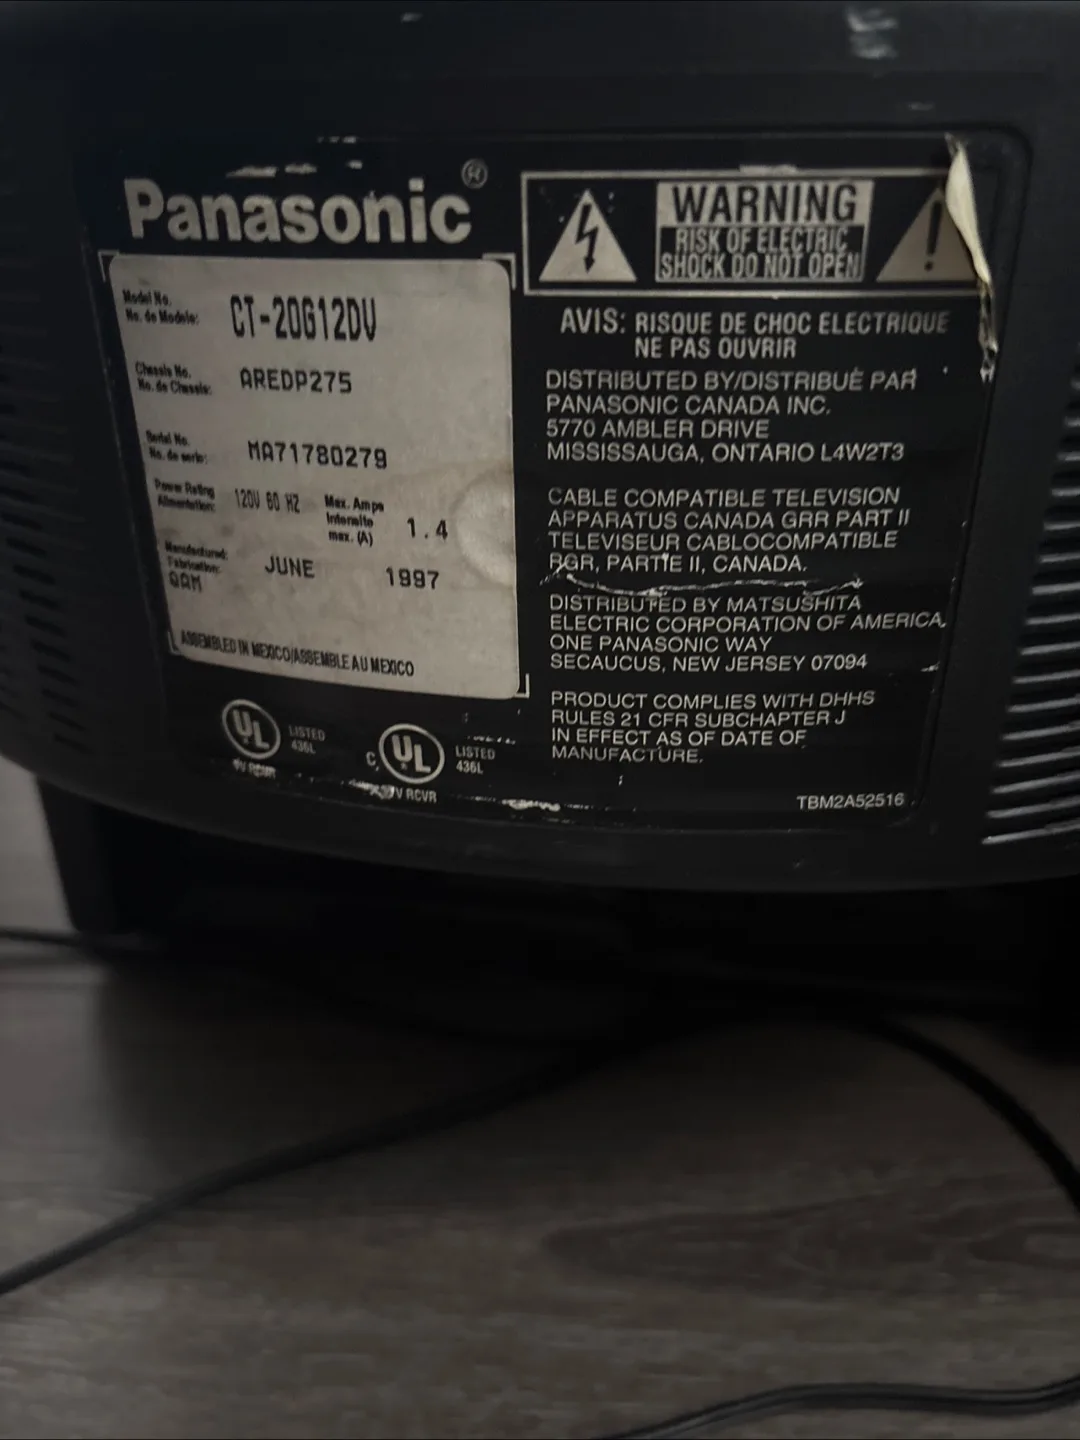 Panasonic®
Model No.
No. de Modele: CT-20G12DV
Chassis No.
No. de Chassis: AREDP275
Serial No.
No. de serie: MA71780279
Power Rating
Alimentation: 120V 60 HZ
Max. Amps
Intensite
max. (A) 1.4
Manufactured:
Fabrication: JUNE 1997
ASSEMBLED IN MEXICO/ASSEMBLE AU MEXICO
UL LISTED
436L
TV RCVR
C UL LISTED
436L
TV RCVR
WARNING
RISK OF ELECTRIC
SHOCK DO NOT OPEN
AVIS: RISQUE DE CHOC ELECTRIQUE
NE PAS OUVRIR
DISTRIBUTED BY/DISTRIBUÉ PAR
PANASONIC CANADA INC.
5770 AMBLER DRIVE
MISSISSAUGA, ONTARIO L4W2T3
CABLE COMPATIBLE TELEVISION
APPARATUS CANADA GRR PART II
TELEVISEUR CABLOCOMPATIBLE
RGR, PARTIE II, CANADA.
DISTRIBUTED BY MATSUSHITA
ELECTRIC CORPORATION OF AMERICA.
ONE PANASONIC WAY
SECAUCUS, NEW JERSEY 07094
PRODUCT COMPLIES WITH DHHS
RULES 21 CFR SUBCHAPTER J
IN EFFECT AS OF DATE OF
MANUFACTURE.
TBM2A52516